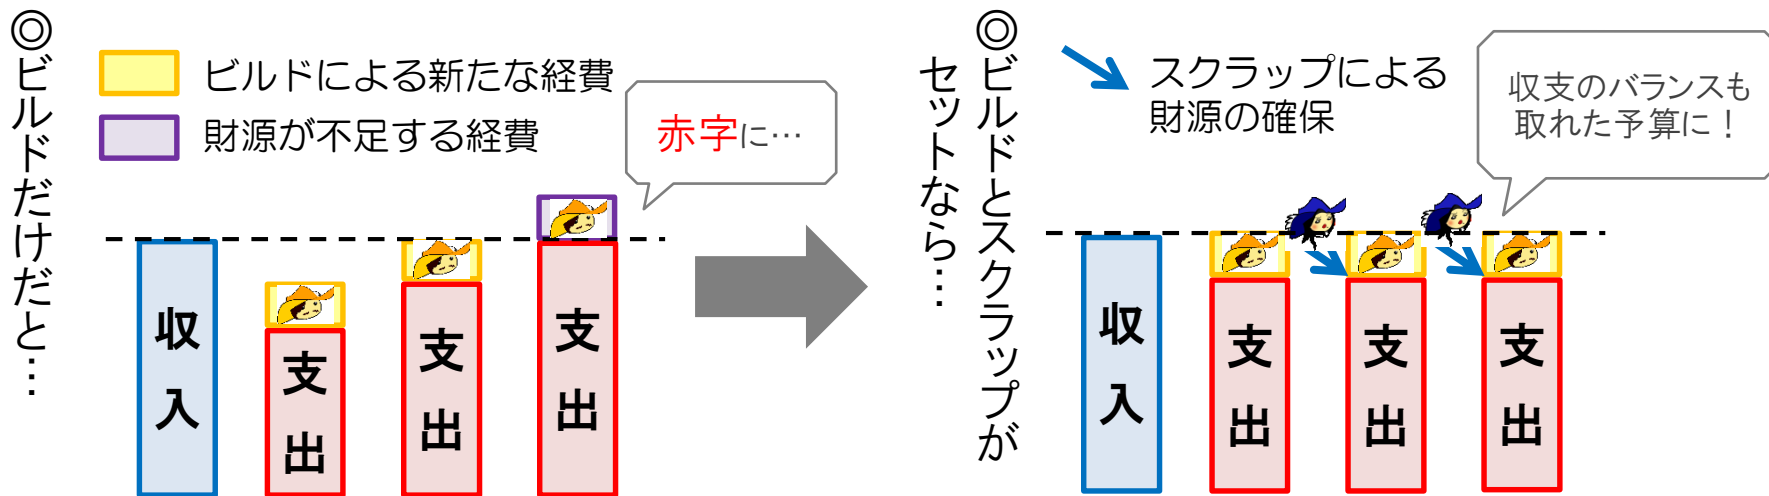 ◎ビルドだけだと…
ビルドによる新たな経費
財源が不足する経費
赤字に…
収入
支出
支出
支出
◎ビルドとスクラップが
セットなら…
スクラップによる
財源の確保
収支のバランスも
取れた予算に！
収入
支出
支出
支出